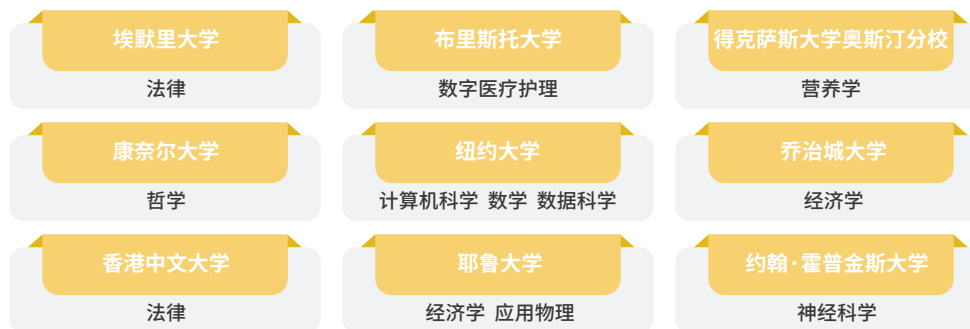 埃默里大学
法律
布里斯托大学
数字医疗护理
得克萨斯大学奥斯汀分校
营养学
康奈尔大学
哲学
纽约大学
计算机科学 数学 数据科学
乔治城大学
经济学
香港中文大学
法律
耶鲁大学
经济学 应用物理
约翰·霍普金斯大学
神经科学